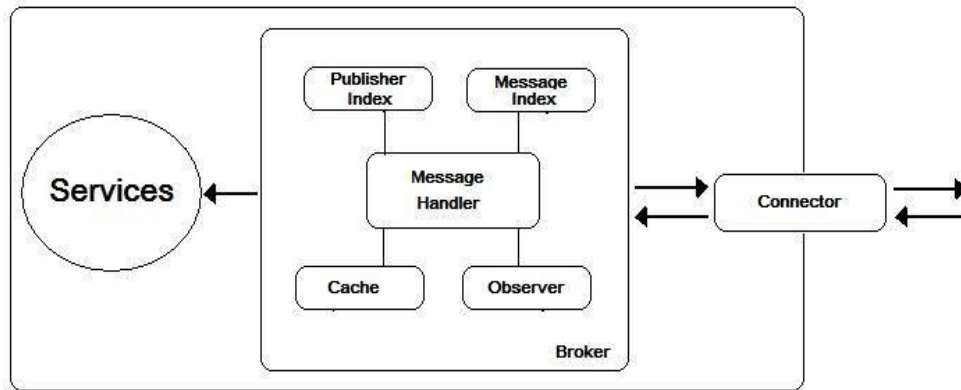 Publisher
Index
Message
Index
Services
Message
Handler
Connector
Cache
Observer
Broker